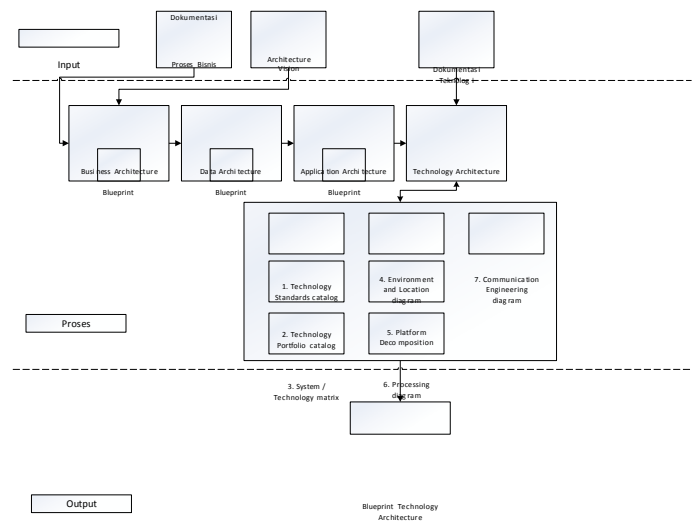 Dokumentasi
Proses Bisnis
Architecture
Vision
Dokumentasi
Teknologi
Input
Business Architecture
Data Architecture
Application Architecture
Technology Architecture
Blueprint
Blueprint
Blueprint
1. Technology
Standards catalog
4. Environment
and Location
diagram
7. Communication
Engineering
diagram
Proses
2. Technology
Portfolio catalog
5. Platform
Decomposition
3. System /
Technology matrix
6. Processing
diagram
Output
Blueprint Technology
Architecture